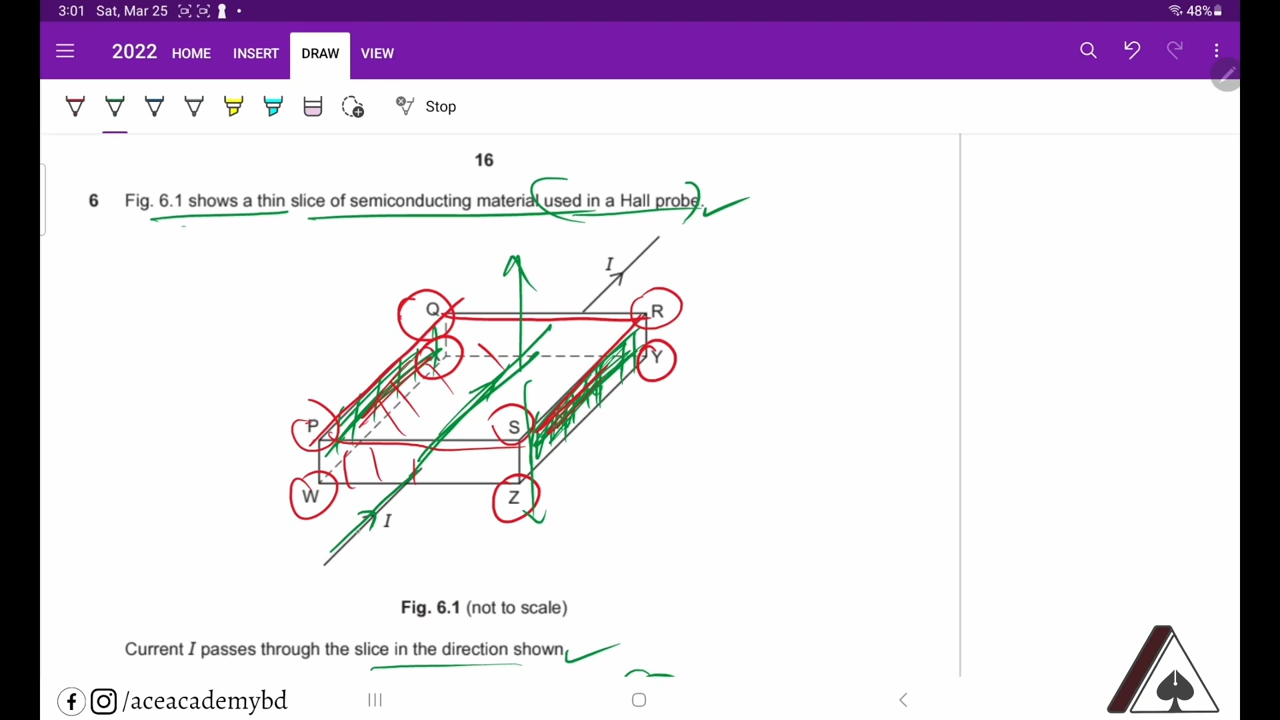 3:01 Sat, Mar 25 48%
2022 HOME INSERT DRAW VIEW
Stop
16
6 Fig. 6.1 shows a thin slice of semiconducting material used in a Hall probe.
I
Q R
X Y
P S
W Z
I
Fig. 6.1 (not to scale)
Current I passes through the slice in the direction shown
/aceacademybd